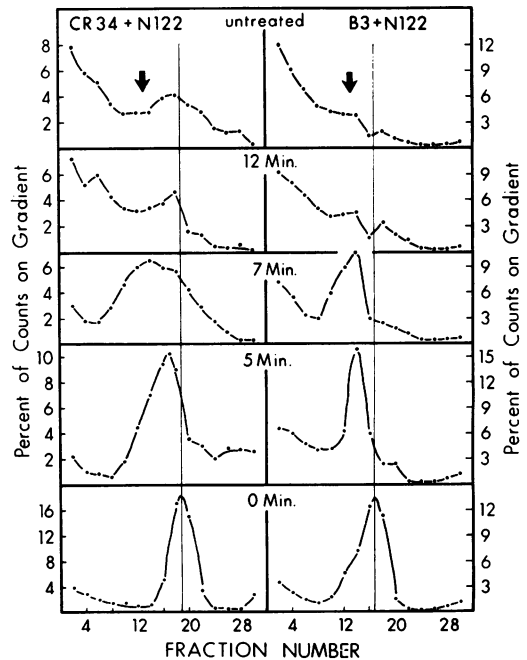 CR34 + N122 untreated B3+N122
8 12
6 9
4 6
2 3
12 Min.
6 9
4 6
2 3
7 Min.
6 9
4 6
2 3
5 Min.
10 15
8 12
6 9
4 6
2 3
0 Min.
16 12
12 9
8 6
4 3
4 12 20 28 4 12 20 28
FRACTION NUMBER
Percent of Counts on Gradient
Percent of Counts on Gradient